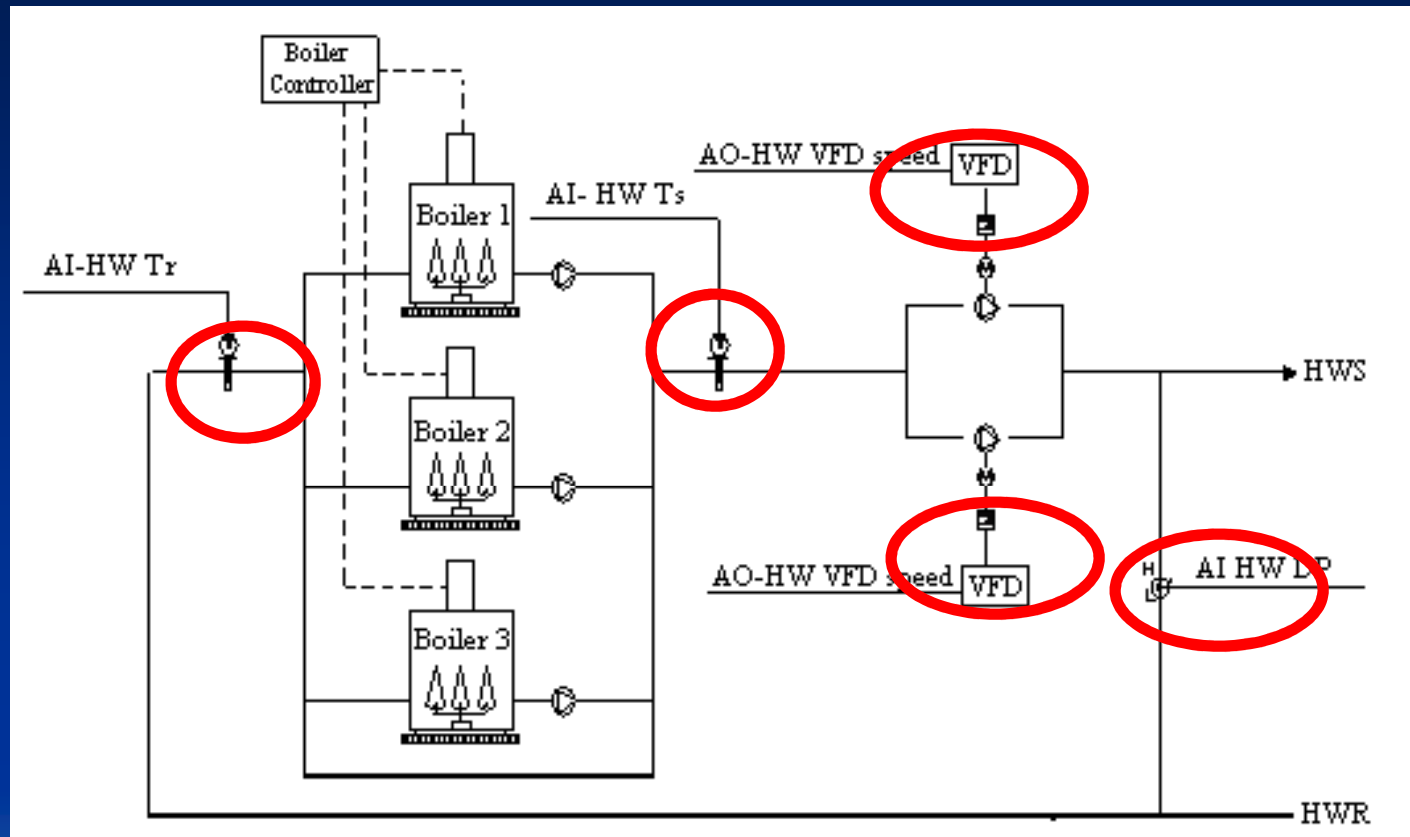 Boiler
Controller
AO-HW VFD speed
VFD
AI- HW Ts
Boiler 1
AI-HW Tr
HWS
Boiler 2
H
AI HW DP
AO-HW VFD speed
VFD
Boiler 3
HWR